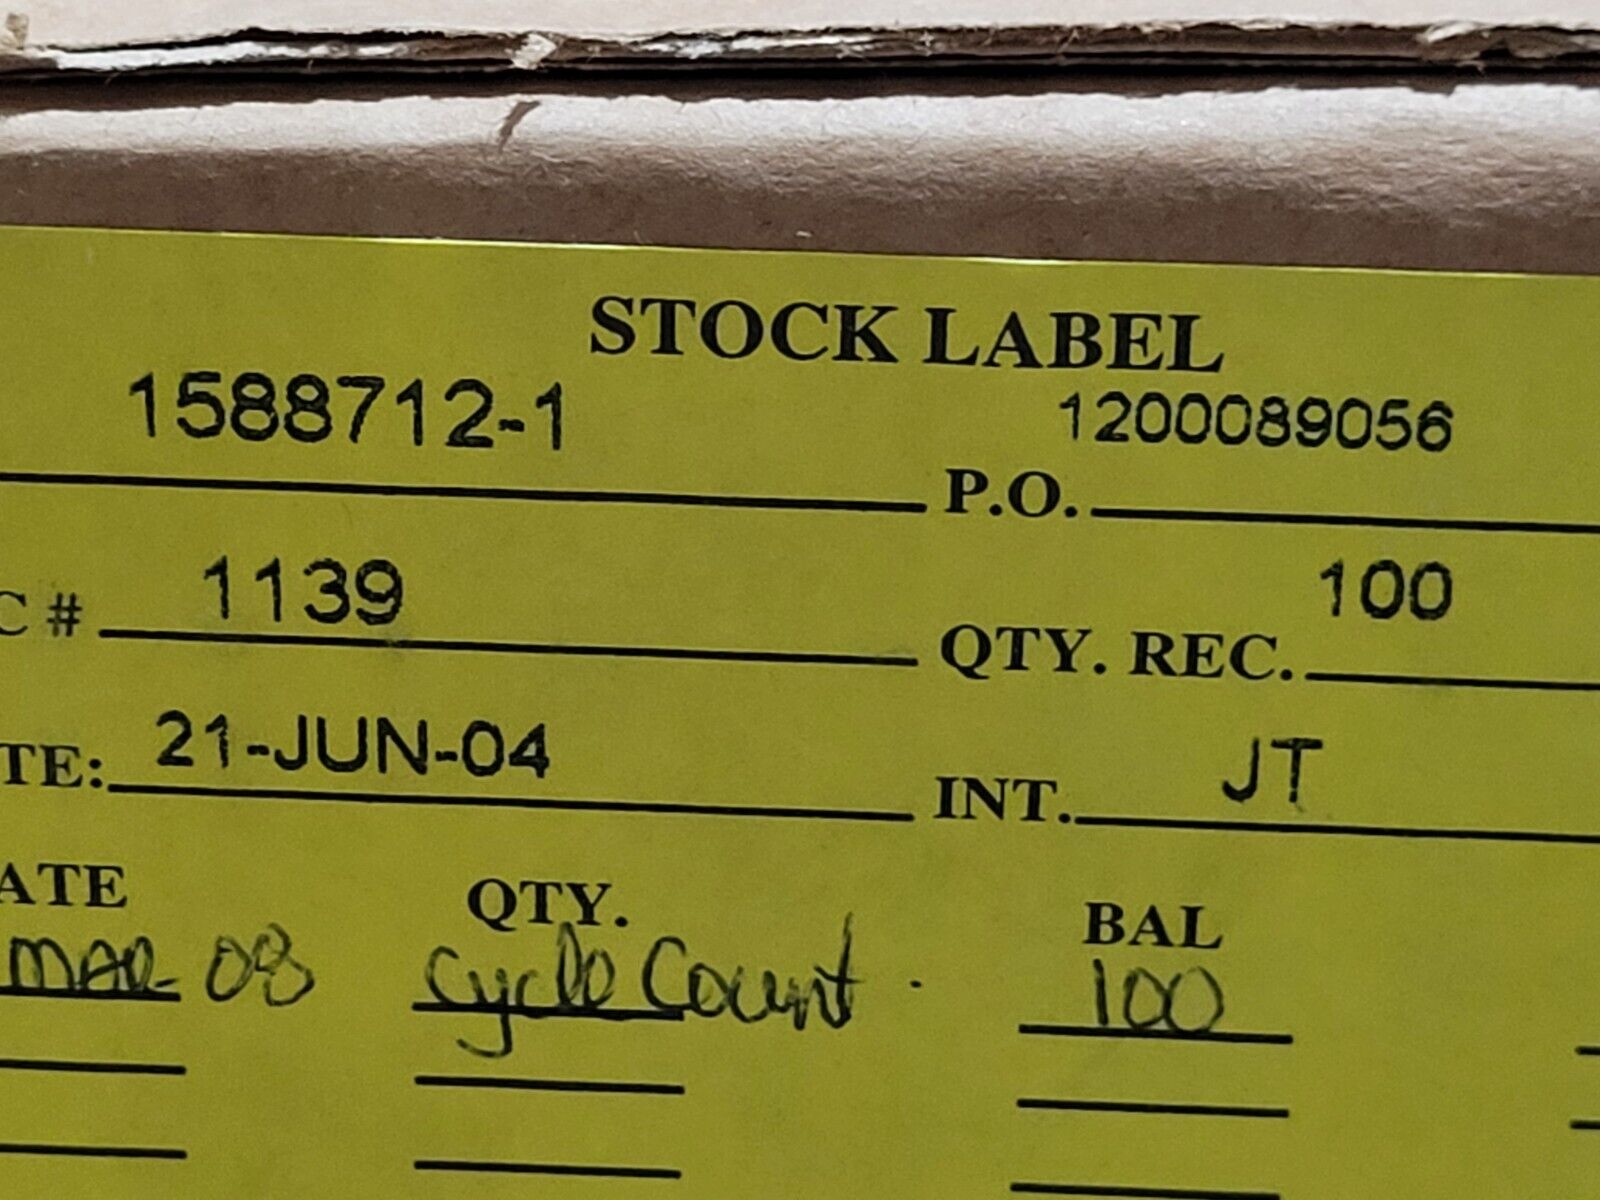 STOCK LABEL
1588712-1 P.O. 1200089056
C # 1139 QTY. REC. 100
TE: 21-JUN-04 INT. JT
ATE QTY. BAL
MAR 08 Cycle Count. 100